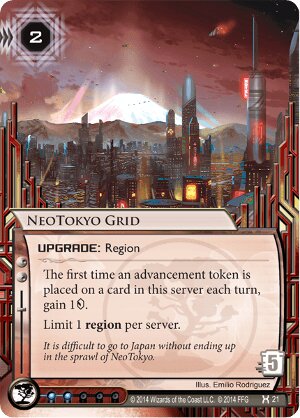 2
NEOTOKYO GRID
UPGRADE: Region
The first time an advancement token is
placed on a card in this server each turn,
gain 1.
Limit 1 region per server.
It is difficult to go to Japan without ending up
in the sprawl of NeoTokyo.
5
Illus. Emilio Rodriguez
© 2014 Wizards of the Coast LLC. © 2014 FFG
21